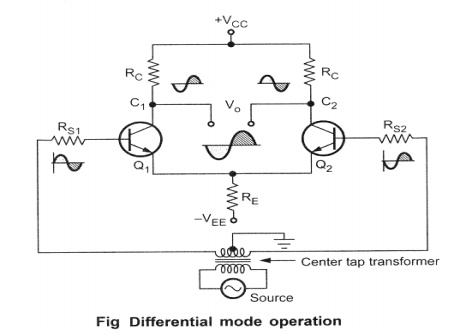 +VCC
RC
RC
C1
Vo
C2
RS1
RS2
Q1
Q2
RE
–VEE
Center tap transformer
Source
Fig Differential mode operation